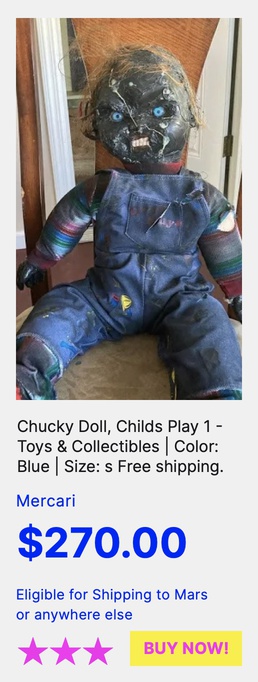 Chucky Doll, Childs Play 1 -
Toys & Collectibles | Color:
Blue | Size: s Free shipping.
Mercari
$270.00
Eligible for Shipping to Mars
or anywhere else
BUY NOW!